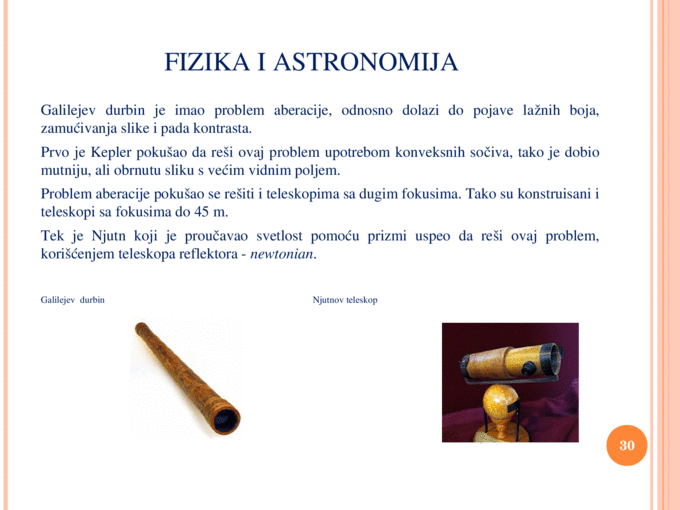 FIZIKA I ASTRONOMIJA
Galilejev durbin je imao problem aberacije, odnosno dolazi do pojave lažnih boja,
zamućivanja slike i pada kontrasta.
Prvo je Kepler pokušao da reši ovaj problem upotrebom konveksnih sočiva, tako je dobio
mutniju, ali obrnutu sliku s većim vidnim poljem.
Problem aberacije pokušao se rešiti i teleskopima sa dugim fokusima. Tako su konstruisani i
teleskopi sa fokusima do 45 m.
Tek je Njutn koji je proučavao svetlost pomoću prizmi uspeo da reši ovaj problem,
korišćenjem teleskopa reflektora - newtonian.
Galilejev durbin
Njutnov teleskop
30